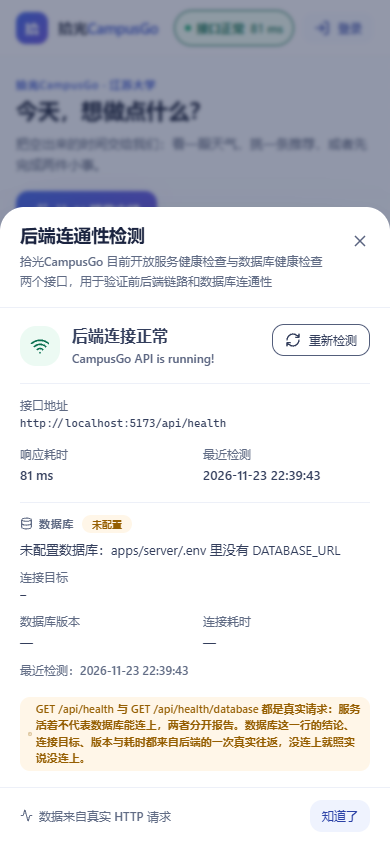 拾光CampusGo
接口正常 81 ms
登录
拾光CampusGo · 江苏大学
今天，想做点什么？
后端连通性检测
拾光CampusGo 目前开放服务健康检查与数据库健康检查
两个接口，用于验证前后端链路和数据库连通性
后端连接正常
CampusGo API is running!
重新检测
接口地址
http://localhost:5173/api/health
响应耗时
最近检测
81 ms
2026-11-23 22:39:43
数据库
未配置
未配置数据库：apps/server/.env 里没有 DATABASE_URL
连接目标
–
数据库版本
连接耗时
—
—
最近检测：2026-11-23 22:39:43
GET /api/health 与 GET /api/health/database 都是真实请求：服务
活着不代表数据库能连上，两者分开报告。数据库这一行的结论、
连接目标、版本与耗时都来自后端的一次真实往返，没连上就照实
说没连上。
数据来自真实 HTTP 请求
知道了